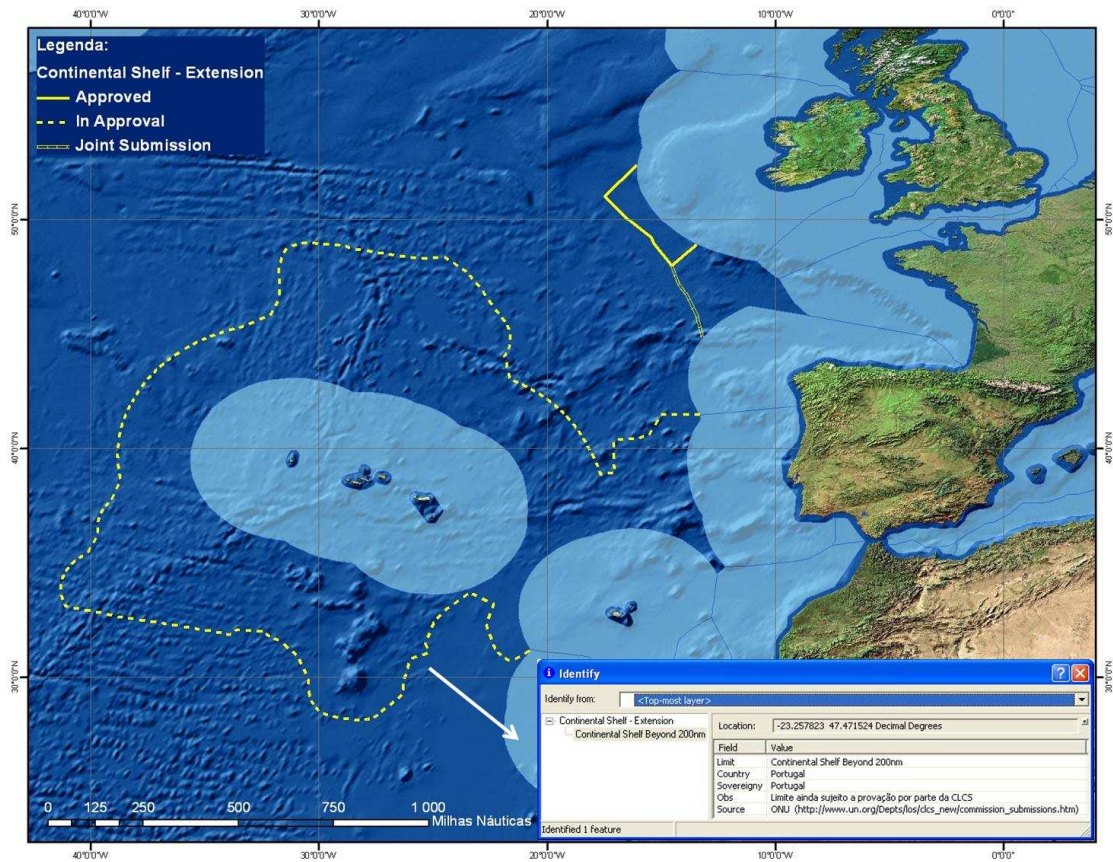 40°0'0"W 30°0'0"W 20°0'0"W 10°0'0"W 0°0'0"
Legenda:
Continental Shelf - Extension
Approved
In Approval
Joint Submission
50°0'0"N 50°0'0"N
40°0'0"N 40°0'0"N
30°0'0"N 30°0'0"N
Identify
Identify from: <Top-most layer>
Continental Shelf - Extension
Continental Shelf Beyond 200nm
Location: -23.257823 47.471524 Decimal Degrees
Field Value
Limit Continental Shelf Beyond 200nm
Country Portugal
Sovereigny Portugal
Obs Limite ainda sujeito a provação por parte da CLCS
Source ONU (http://www.un.org/Depts/los/clcs_new/commission_submissions.htm)
Identified 1 feature
0 125 250 500 750 1 000
Milhas Náuticas
40°0'0"W 30°0'0"W 20°0'0"W 10°0'0"W 0°0'0"